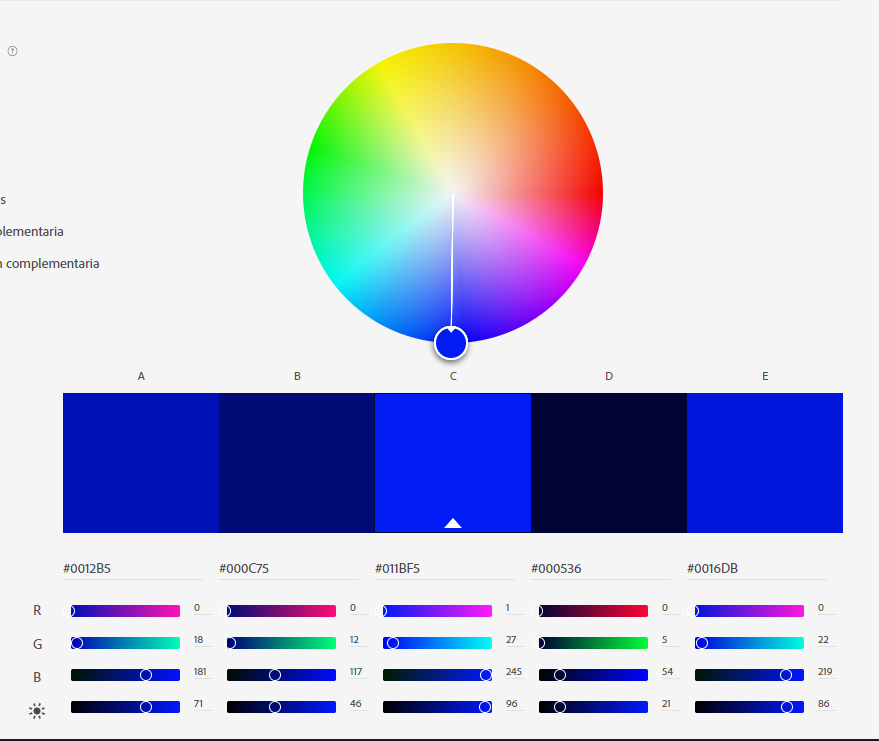 ?
s
plementaria
n complementaria
A B C D E
#0012B5 #000C75 #011BF5 #000536 #0016DB
R 0 0 1 0 0
G 18 12 27 5 22
B 181 117 245 54 219
71 46 96 21 86